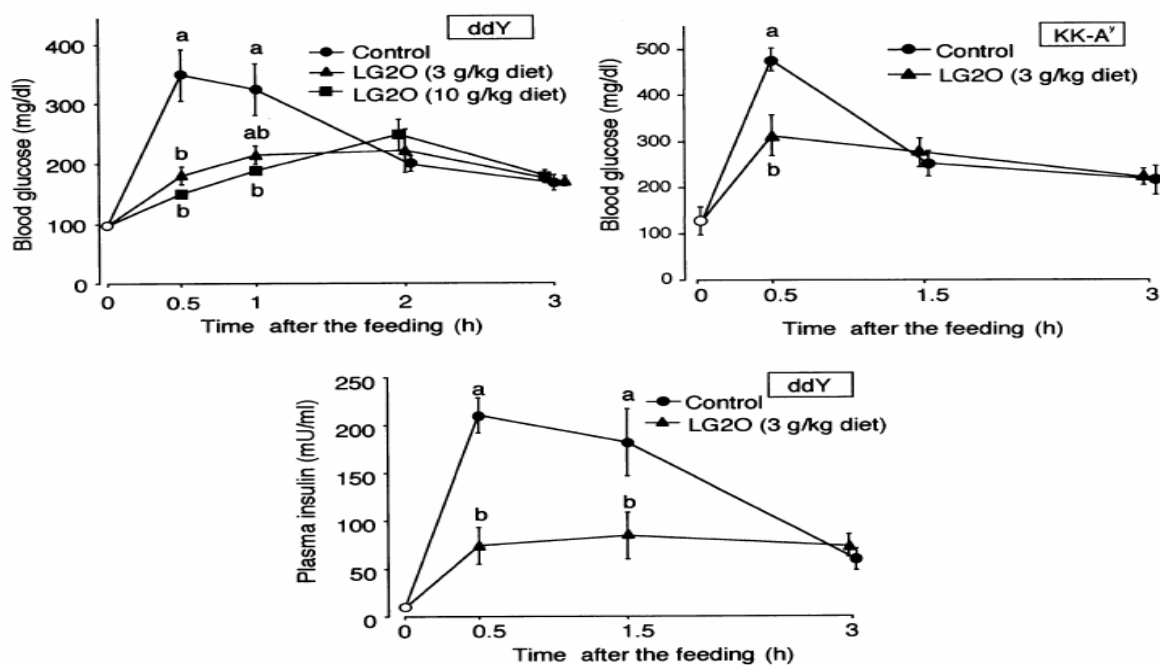 ddY
Control
LG2O (3 g/kg diet)
LG2O (10 g/kg diet)
Blood glucose (mg/dl)
400
300
200
100
0
a
a
ab
b
b
b
0
0.5
1
2
3
Time after the feeding (h)
KK-Aʸ
Control
LG2O (3 g/kg diet)
Blood glucose (mg/dl)
500
400
300
200
100
0
a
b
0
0.5
1.5
3
Time after the feeding (h)
ddY
Control
LG2O (3 g/kg diet)
Plasma insulin (mU/ml)
250
200
150
100
50
0
a
a
b
b
0
0.5
1.5
3
Time after the feeding (h)